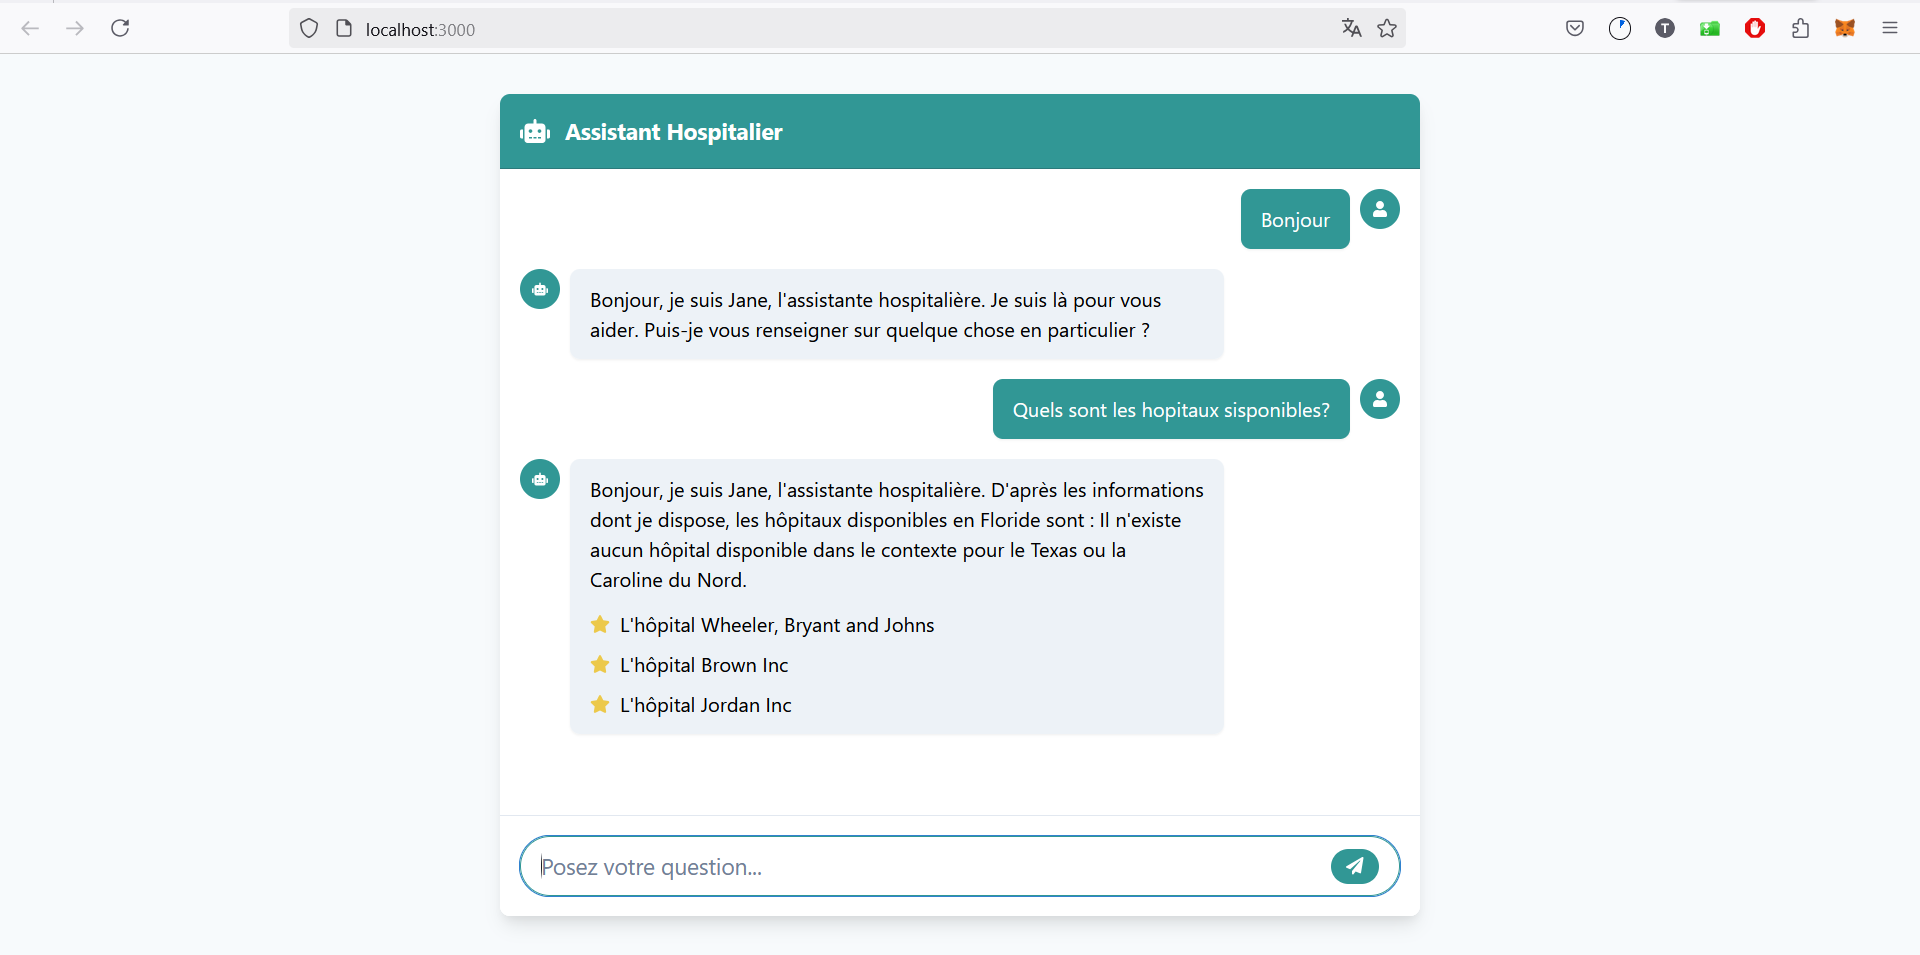 localhost:3000
T
Assistant Hospitalier
Bonjour
Bonjour, je suis Jane, l'assistante hospitalière. Je suis là pour vous
aider. Puis-je vous renseigner sur quelque chose en particulier ?
Quels sont les hopitaux sisponibles?
Bonjour, je suis Jane, l'assistante hospitalière. D'après les informations
dont je dispose, les hôpitaux disponibles en Floride sont : Il n'existe
aucun hôpital disponible dans le contexte pour le Texas ou la
Caroline du Nord.
L'hôpital Wheeler, Bryant and Johns
L'hôpital Brown Inc
L'hôpital Jordan Inc
Posez votre question...